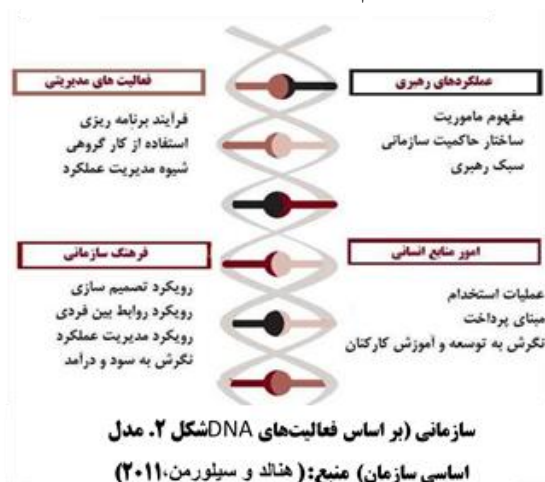 عملکردهای رهبری
مفهوم ماموریت
ساختار حاکمیت سازمانی
سبک رهبری
فعالیت های مدیریتی
فرآیند برنامه ریزی
استفاده از کار گروهی
شیوه مدیریت عملکرد
امور منابع انسانی
عملیات استخدام
مبنای پرداخت
نگرش به توسعه و آموزش کارکنان
فرهنگ سازمانی
رویکرد تصمیم سازی
رویکرد روابط بین فردی
رویکرد مدیریت عملکرد
نگرش به سود و درآمد
سازمانی (بر اساس فعالیت‌های DNAشکل ۲. مدل
اساسی سازمان) منبع: (هنالد و سیلورمن،۲۰۱۱)